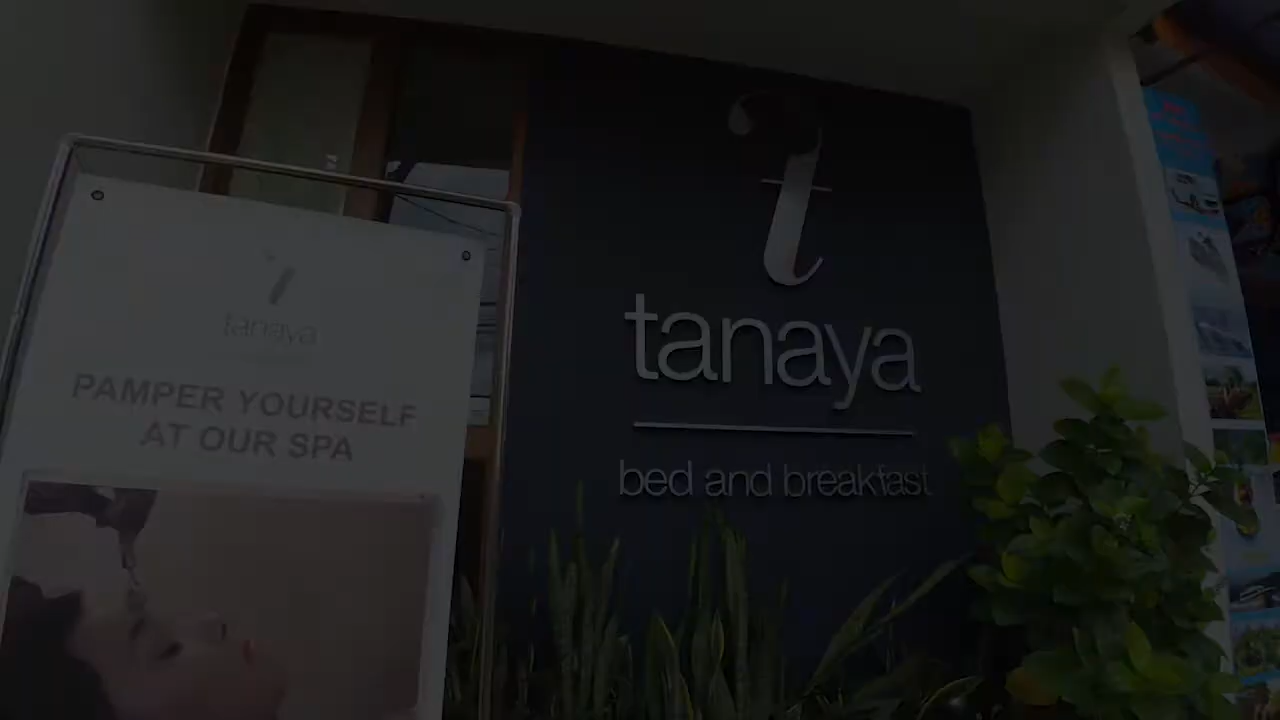 tanaya
PAMPER YOURSELF
AT OUR SPA
t
tanaya
bed and breakfast